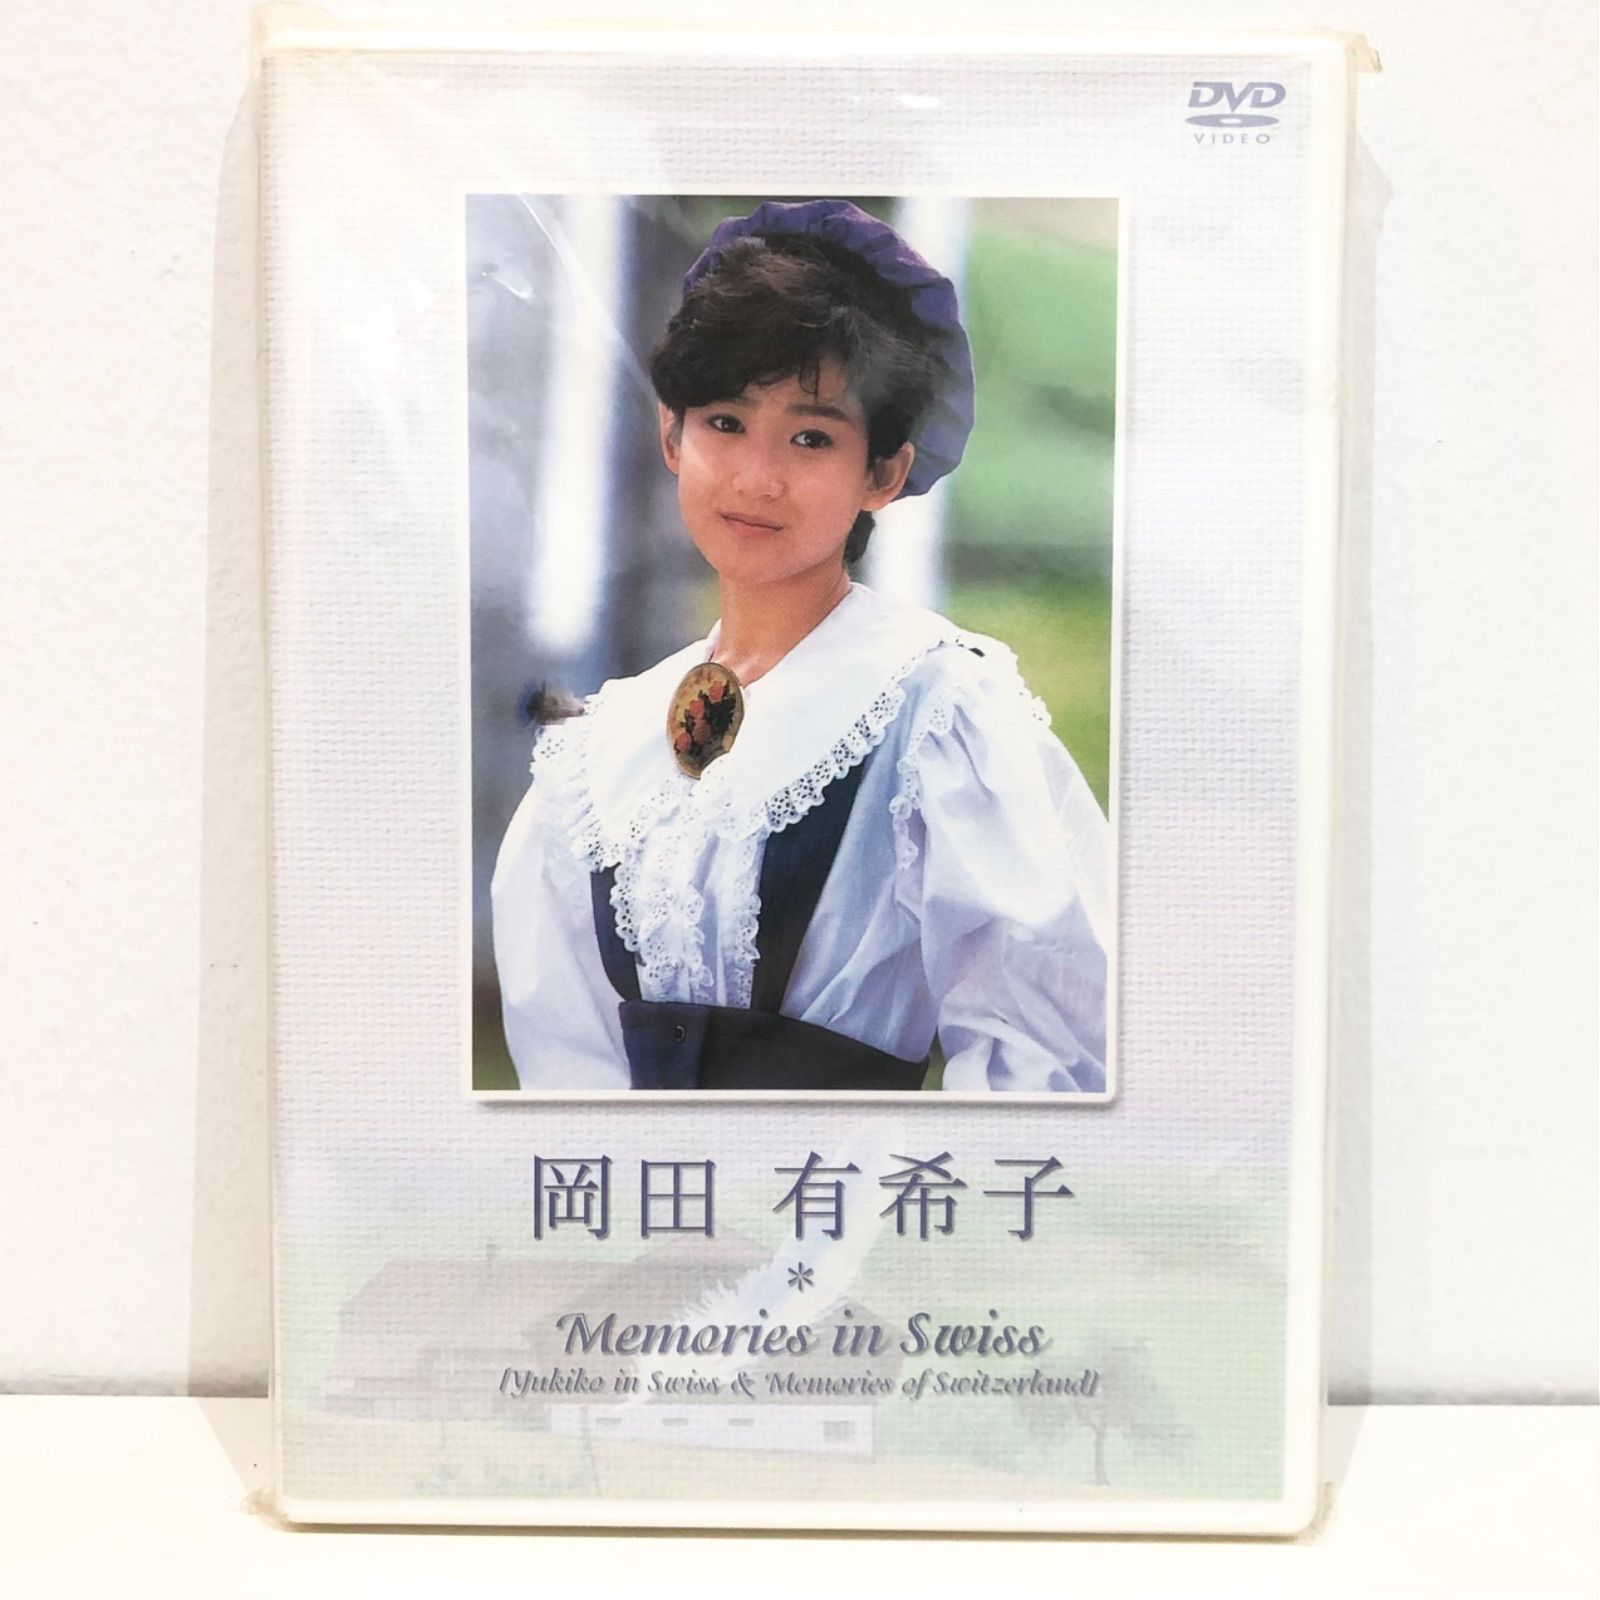 DVD
VIDEO
岡田 有希子
*
Memories in Swiss
[Yukiko in Swiss & Memories of Switzerland]